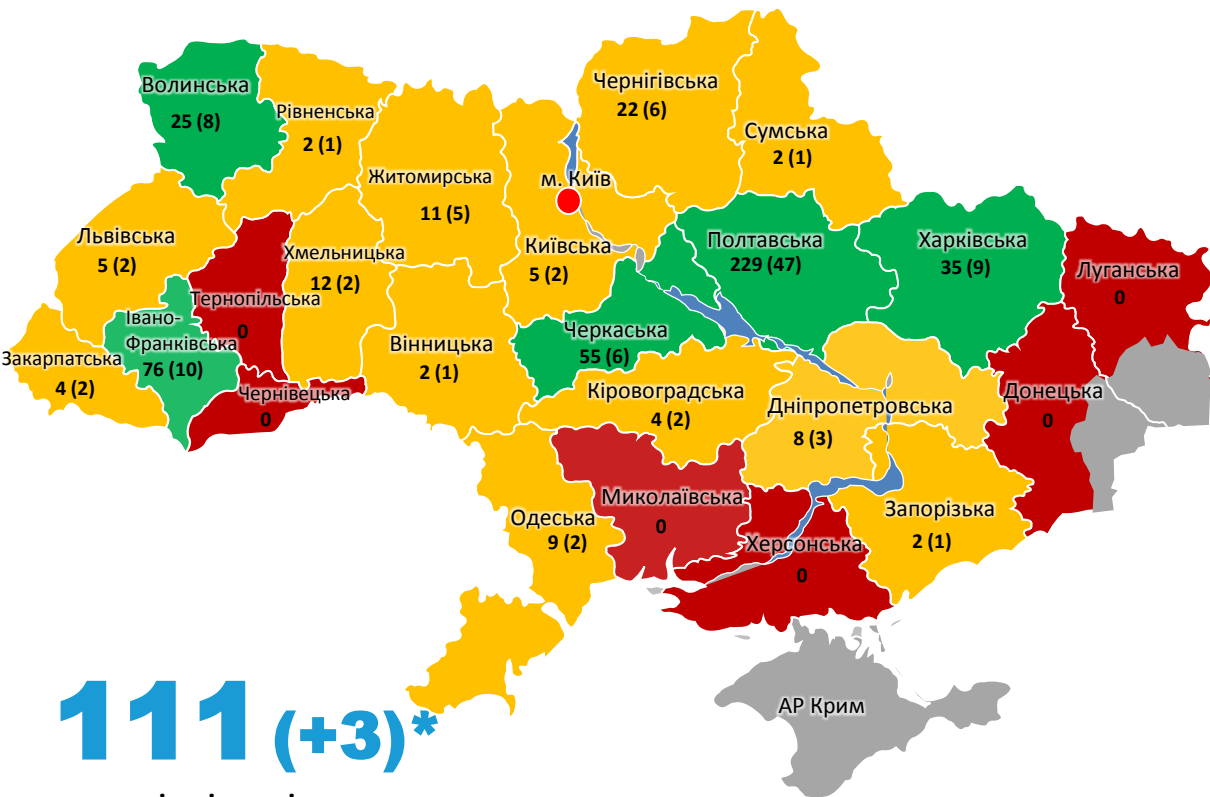 Волинська
25 (8)
Рівненська
2 (1)
Житомирська
11 (5)
м. Київ
Київська
5 (2)
Чернігівська
22 (6)
Сумська
2 (1)
Львівська
5 (2)
Тернопільська
0
Хмельницька
12 (2)
Івано-
Франківська
76 (10)
Закарпатська
4 (2)
Чернівецька
0
Вінницька
2 (1)
Черкаська
55 (6)
Полтавська
229 (47)
Харківська
35 (9)
Луганська
0
Донецька
0
Кіровоградська
4 (2)
Дніпропетровська
8 (3)
Одеська
9 (2)
Миколаївська
0
Херсонська
0
Запорізька
2 (1)
АР Крим
111 (+3)*